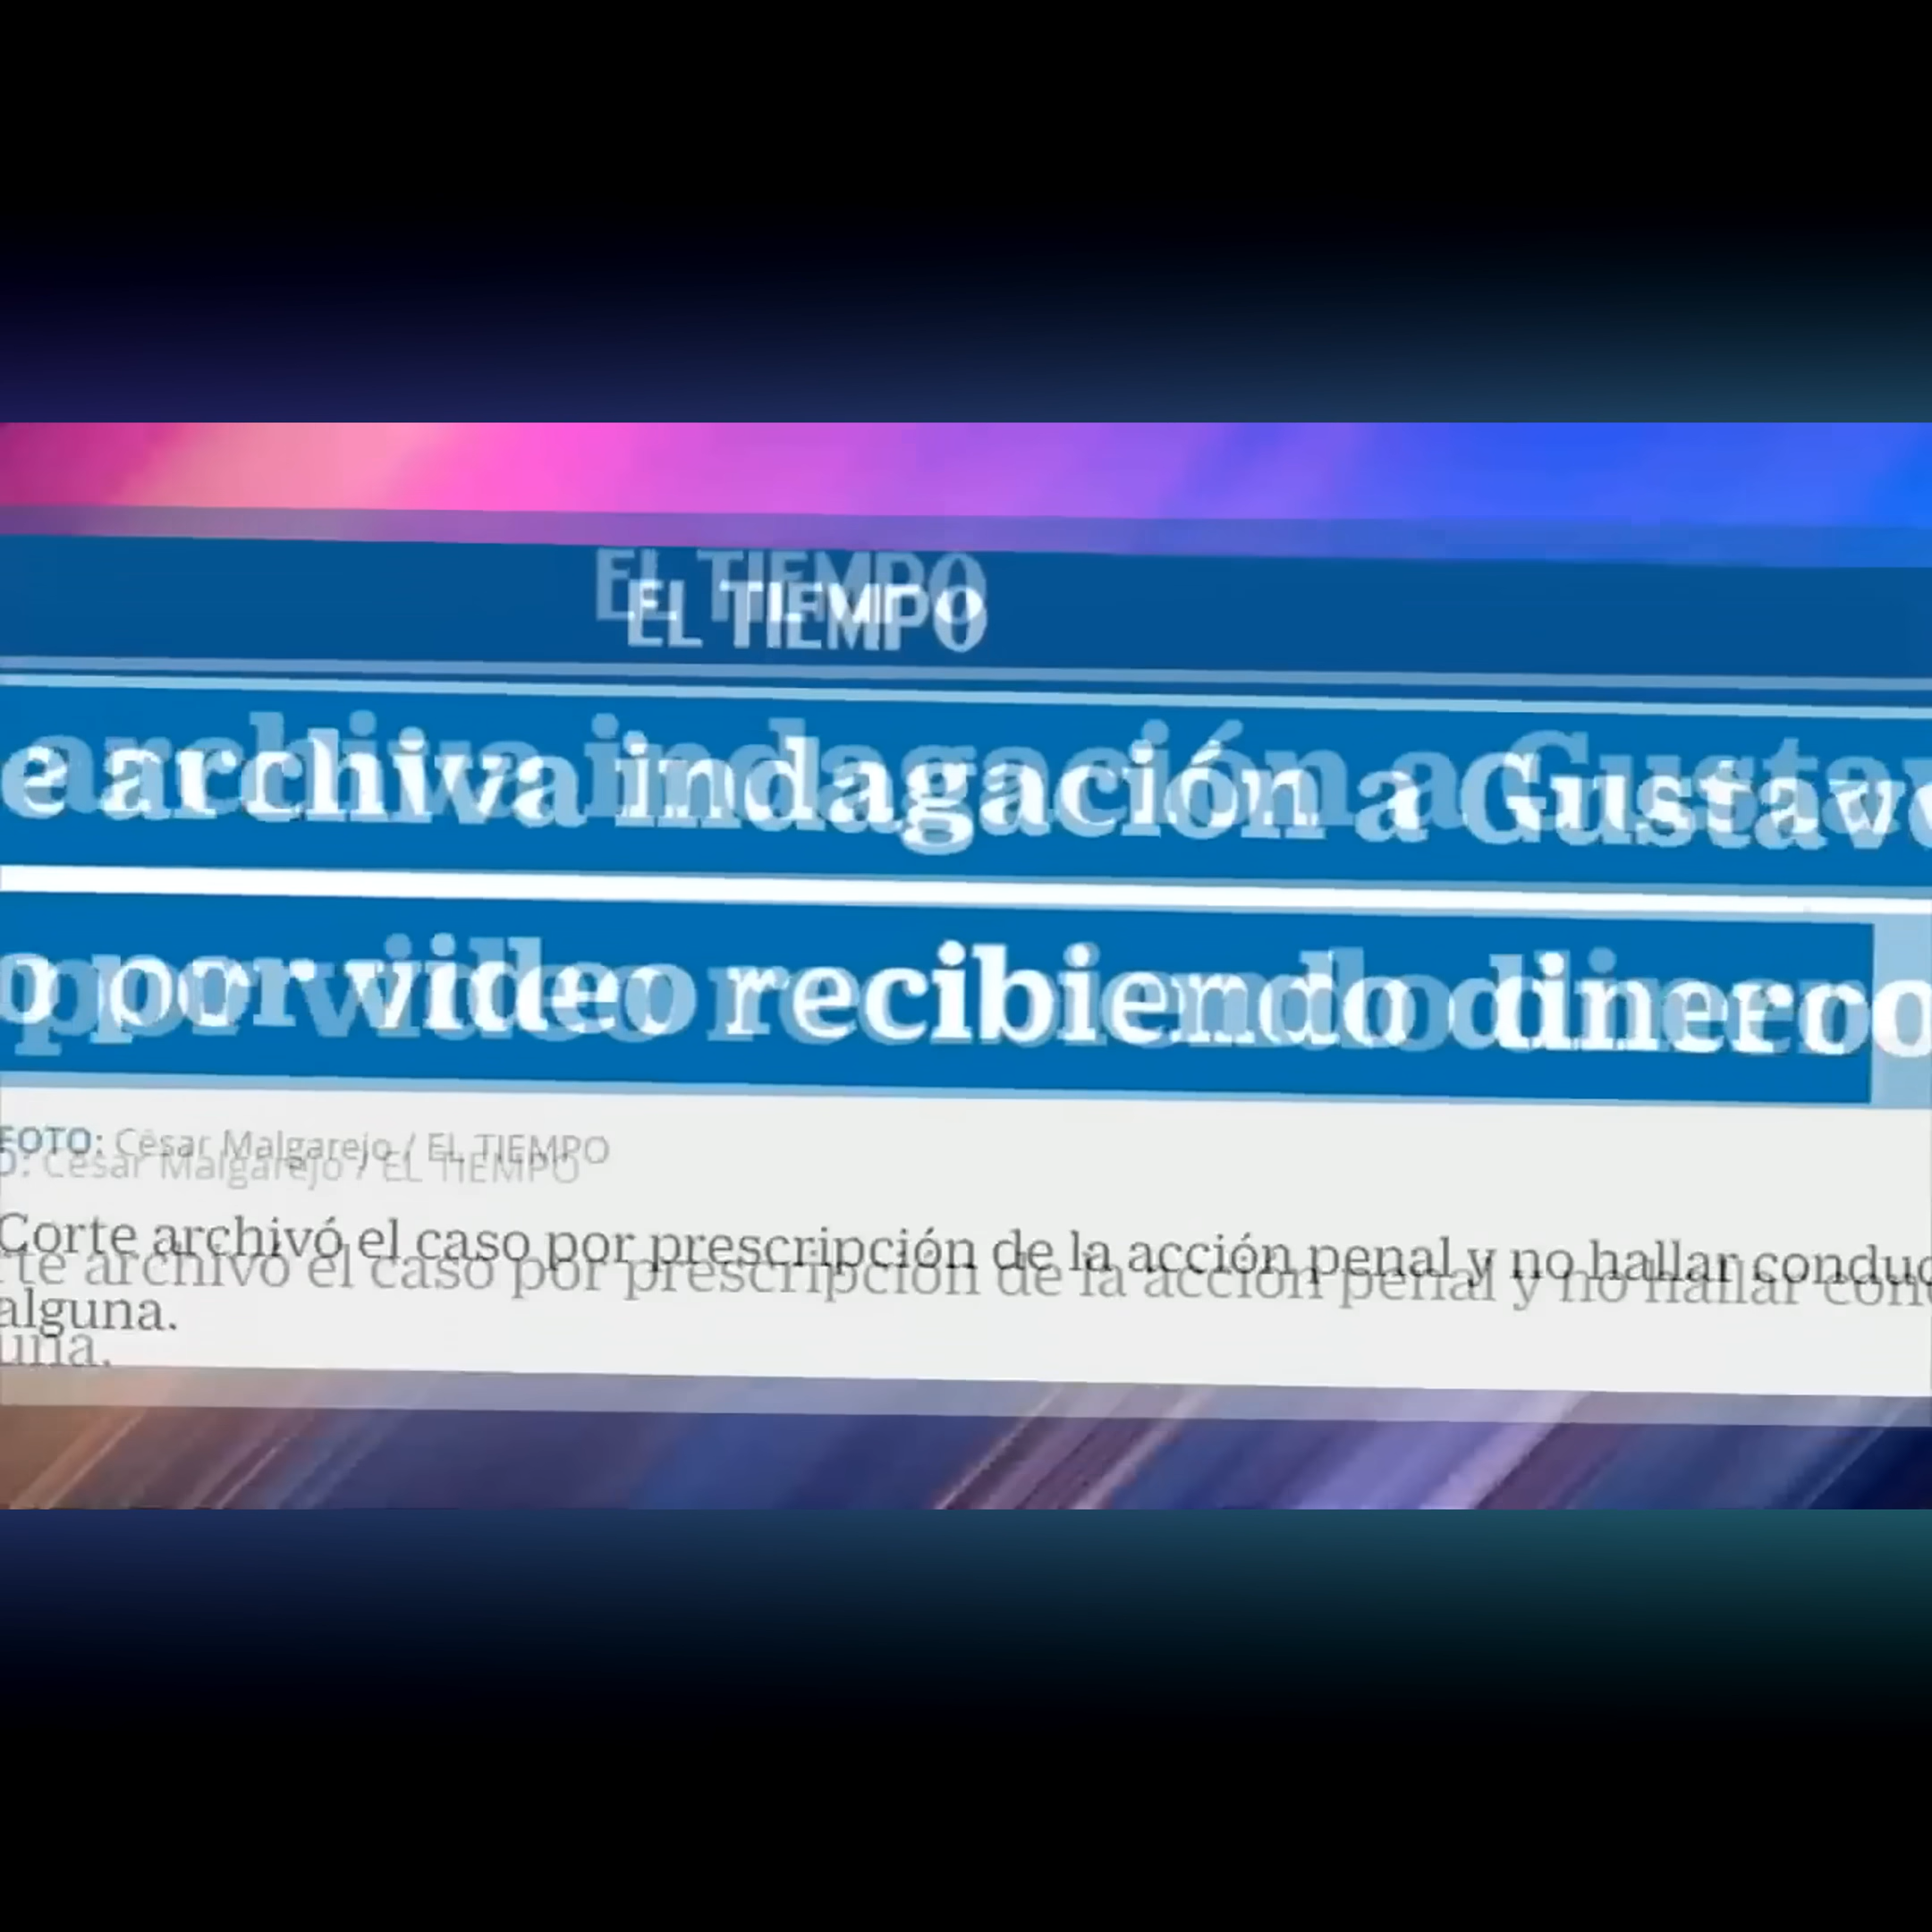 EL TIEMPO
e archiva indagación a Gustavo
o por video recibiendo dinero
FOTO: César Malgarejo / EL TIEMPO
Corte archivó el caso por prescripción de la acción penal y no hallar conduc
alguna.